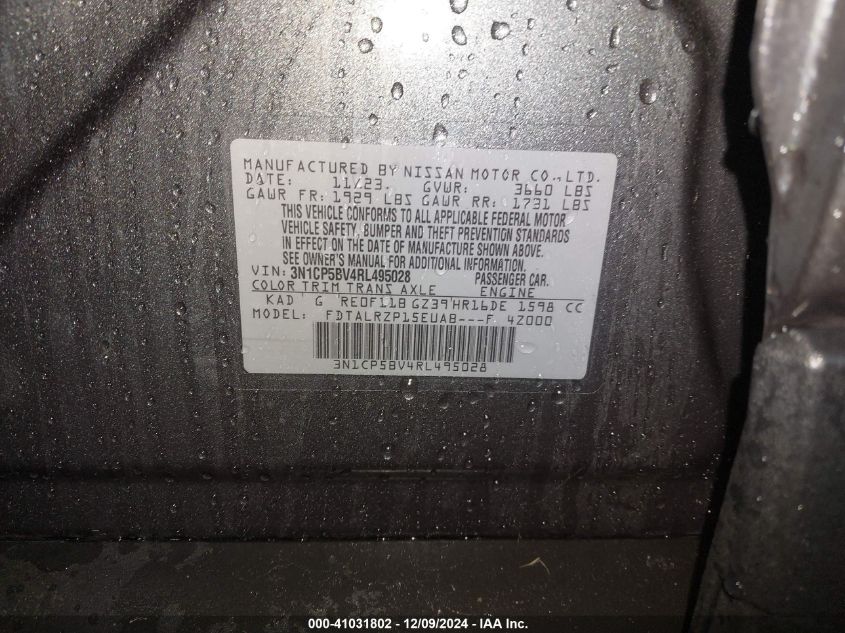 MANUFACTURED BY NISSAN MOTOR CO., LTD.
DATE: 11/23. GVWR: 3660 LBS
GAWR FR: 1929 LBS GAWR RR: 1731 LBS
THIS VEHICLE CONFORMS TO ALL APPLICABLE FEDERAL MOTOR
VEHICLE SAFETY, BUMPER AND THEFT PREVENTION STANDARDS
IN EFFECT ON THE DATE OF MANUFACTURE SHOWN ABOVE.
SEE OWNER'S MANUAL FOR ADDITIONAL INFORMATION
VIN: 3N1CP5BV4RL495028 PASSENGER CAR.
COLOR TRIM TRANS AXLE ENGINE
KAD G RE0F11B GZ39 HR16DE 1598 CC
MODEL: FDTALRZP15EUAB---F 4Z000
3N1CP5BV4RL495028
000-41031802 - 12/09/2024 - IAA Inc.